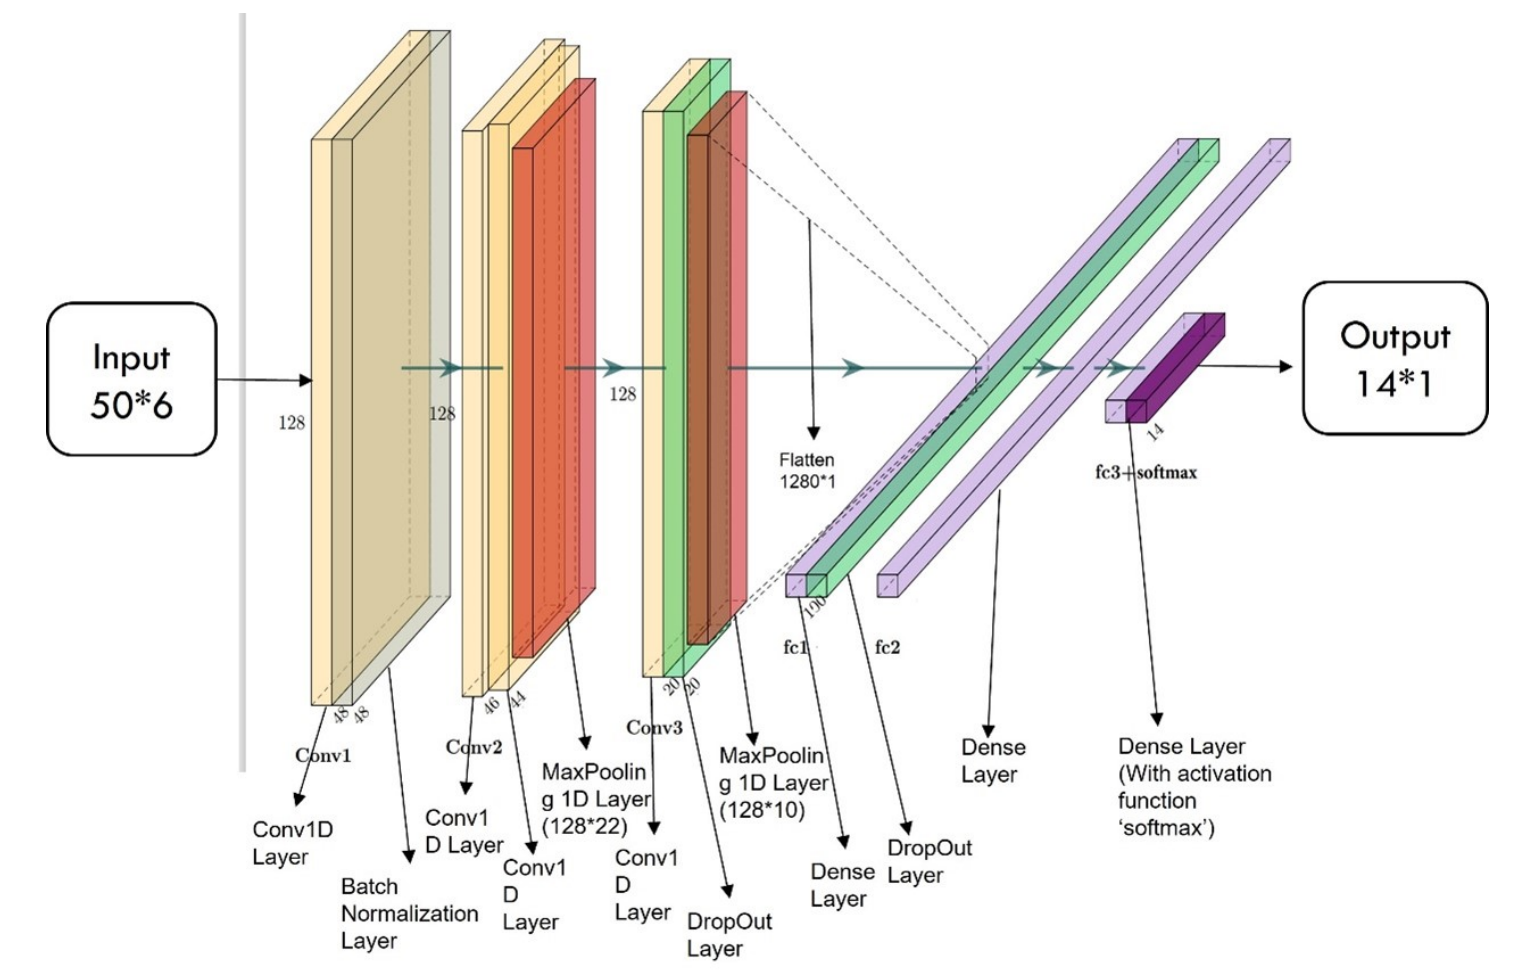 Input
50*6
128
48
48
Conv1
Conv1D
Layer
Batch
Normalization
Layer
128
46
44
Conv2
Conv1
D Layer
Conv1
D
Layer
MaxPoolin
g 1D Layer
(128*22)
128
20
20
Conv3
Conv1
D
Layer
DropOut
Layer
MaxPoolin
g 1D Layer
(128*10)
Flatten
1280*1
190
fc1
fc2
Dense
Layer
DropOut
Layer
Dense
Layer
14
fc3+softmax
Dense Layer
(With activation
function
‘softmax’)
Output
14*1